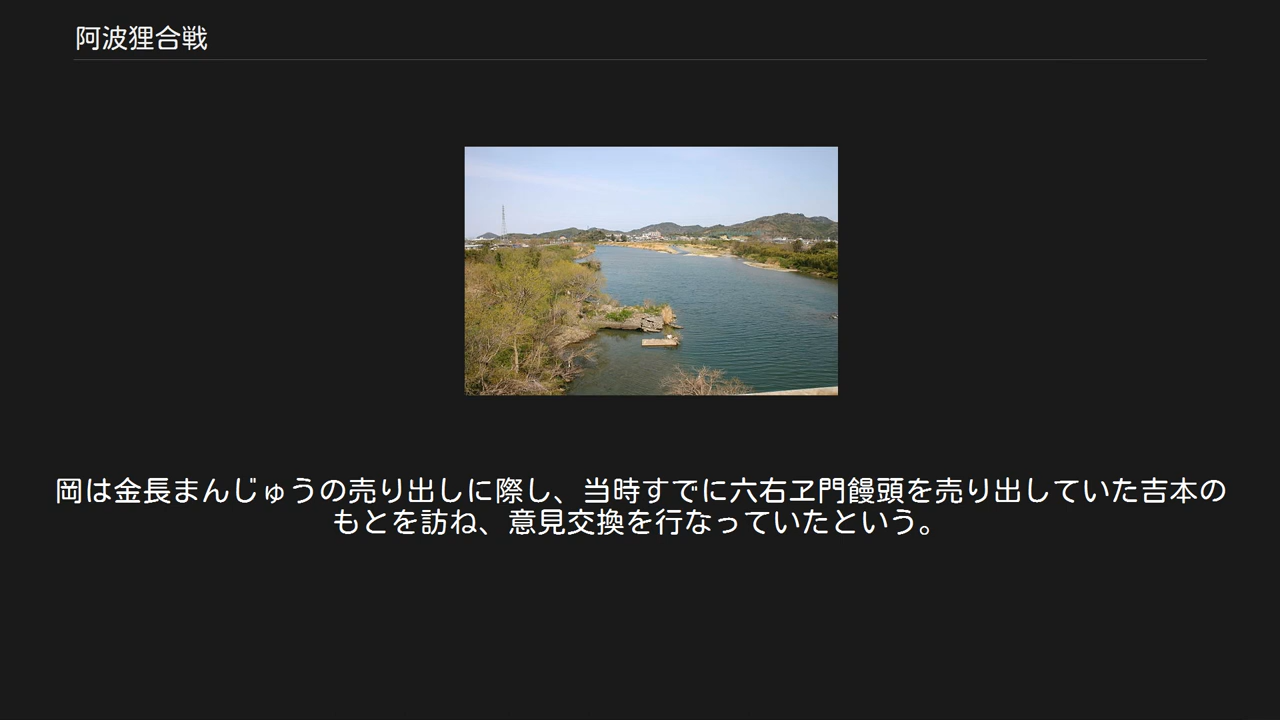 阿波狸合戦
岡は金長まんじゅうの売り出しに際し、当時すでに六右ヱ門饅頭を売り出していた吉本の
もとを訪ね、意見交換を行なっていたという。